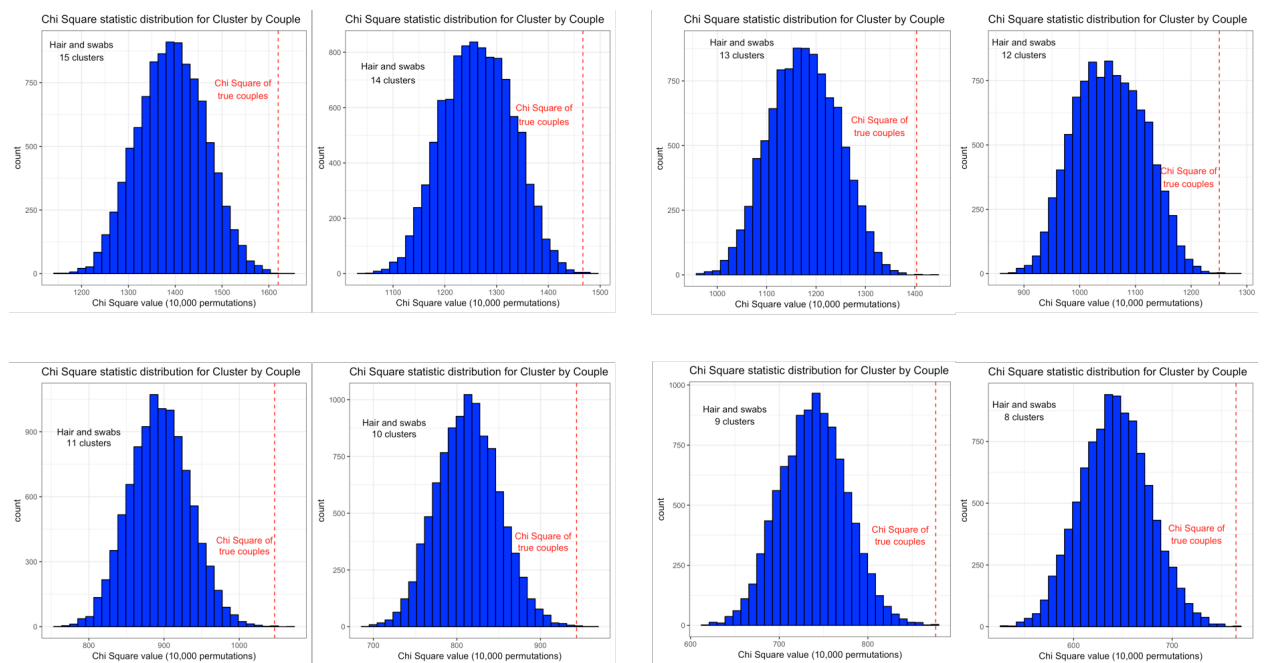 Chi Square statistic distribution for Cluster by Couple
Hair and swabs
15 clusters
Chi Square of
true couples
750
500
250
0
count
1200
1300
1400
1500
1600
Chi Square value (10,000 permutations)
Chi Square statistic distribution for Cluster by Couple
Hair and swabs
14 clusters
Chi Square of
true couples
800
600
400
200
0
count
1100
1200
1300
1400
1500
Chi Square value (10,000 permutations)
Chi Square statistic distribution for Cluster by Couple
Hair and swabs
13 clusters
Chi Square of
true couples
750
500
250
0
count
1000
1100
1200
1300
1400
Chi Square value (10,000 permutations)
Chi Square statistic distribution for Cluster by Couple
Hair and swabs
12 clusters
Chi Square of
true couples
750
500
250
0
count
900
1000
1100
1200
1300
Chi Square value (10,000 permutations)
Chi Square statistic distribution for Cluster by Couple
Hair and swabs
11 clusters
Chi Square of
true couples
900
600
300
0
count
800
900
1000
Chi Square value (10,000 permutations)
Chi Square statistic distribution for Cluster by Couple
Hair and swabs
10 clusters
Chi Square of
true couples
1000
750
500
250
0
count
700
800
900
Chi Square value (10,000 permutations)
Chi Square statistic distribution for Cluster by Couple
Hair and swabs
9 clusters
Chi Square of
true couples
1000
750
500
250
0
count
600
700
800
Chi Square value (10,000 permutations)
Chi Square statistic distribution for Cluster by Couple
Hair and swabs
8 clusters
Chi Square of
true couples
750
500
250
0
count
600
700
Chi Square value (10,000 permutations)